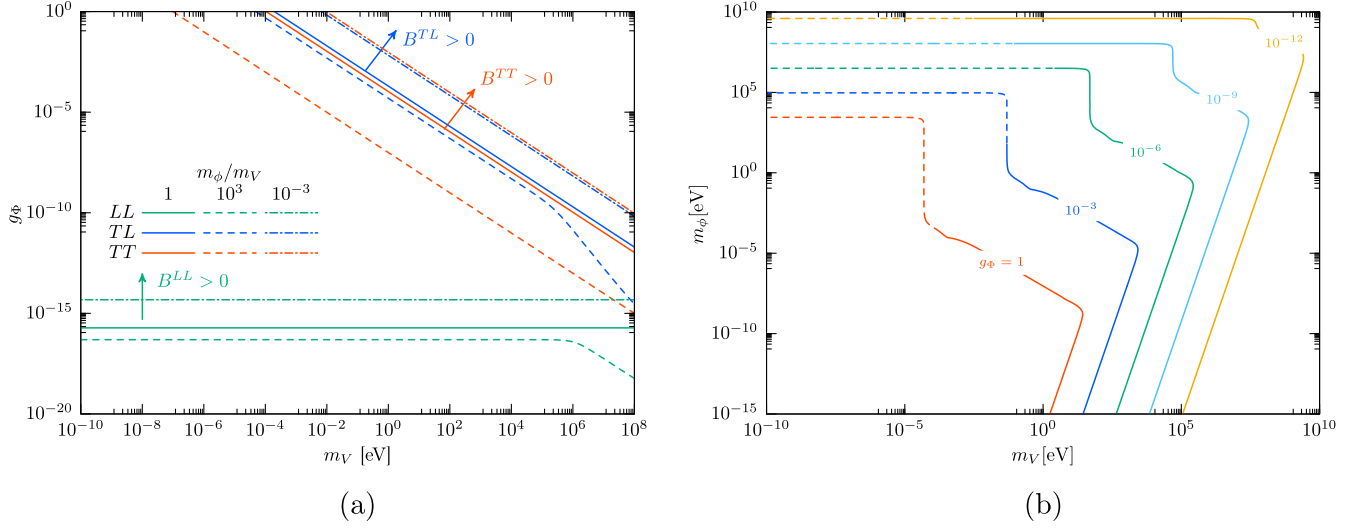 10^0
10^-5
10^-10
10^-15
10^-20
g_Φ
B^{TL} > 0
B^{TT} > 0
m_ϕ/m_V
1 10^3 10^-3
LL
TL
TT
B^{LL} > 0
10^-10 10^-8 10^-6 10^-4 10^-2 10^0 10^2 10^4 10^6 10^8
m_V [eV]
(a)
10^10
10^5
10^0
10^-5
10^-10
10^-15
m_ϕ[eV]
10^-12
10^-9
10^-6
10^-3
g_Φ = 1
10^-10 10^-5 10^0 10^5 10^10
m_V[eV]
(b)